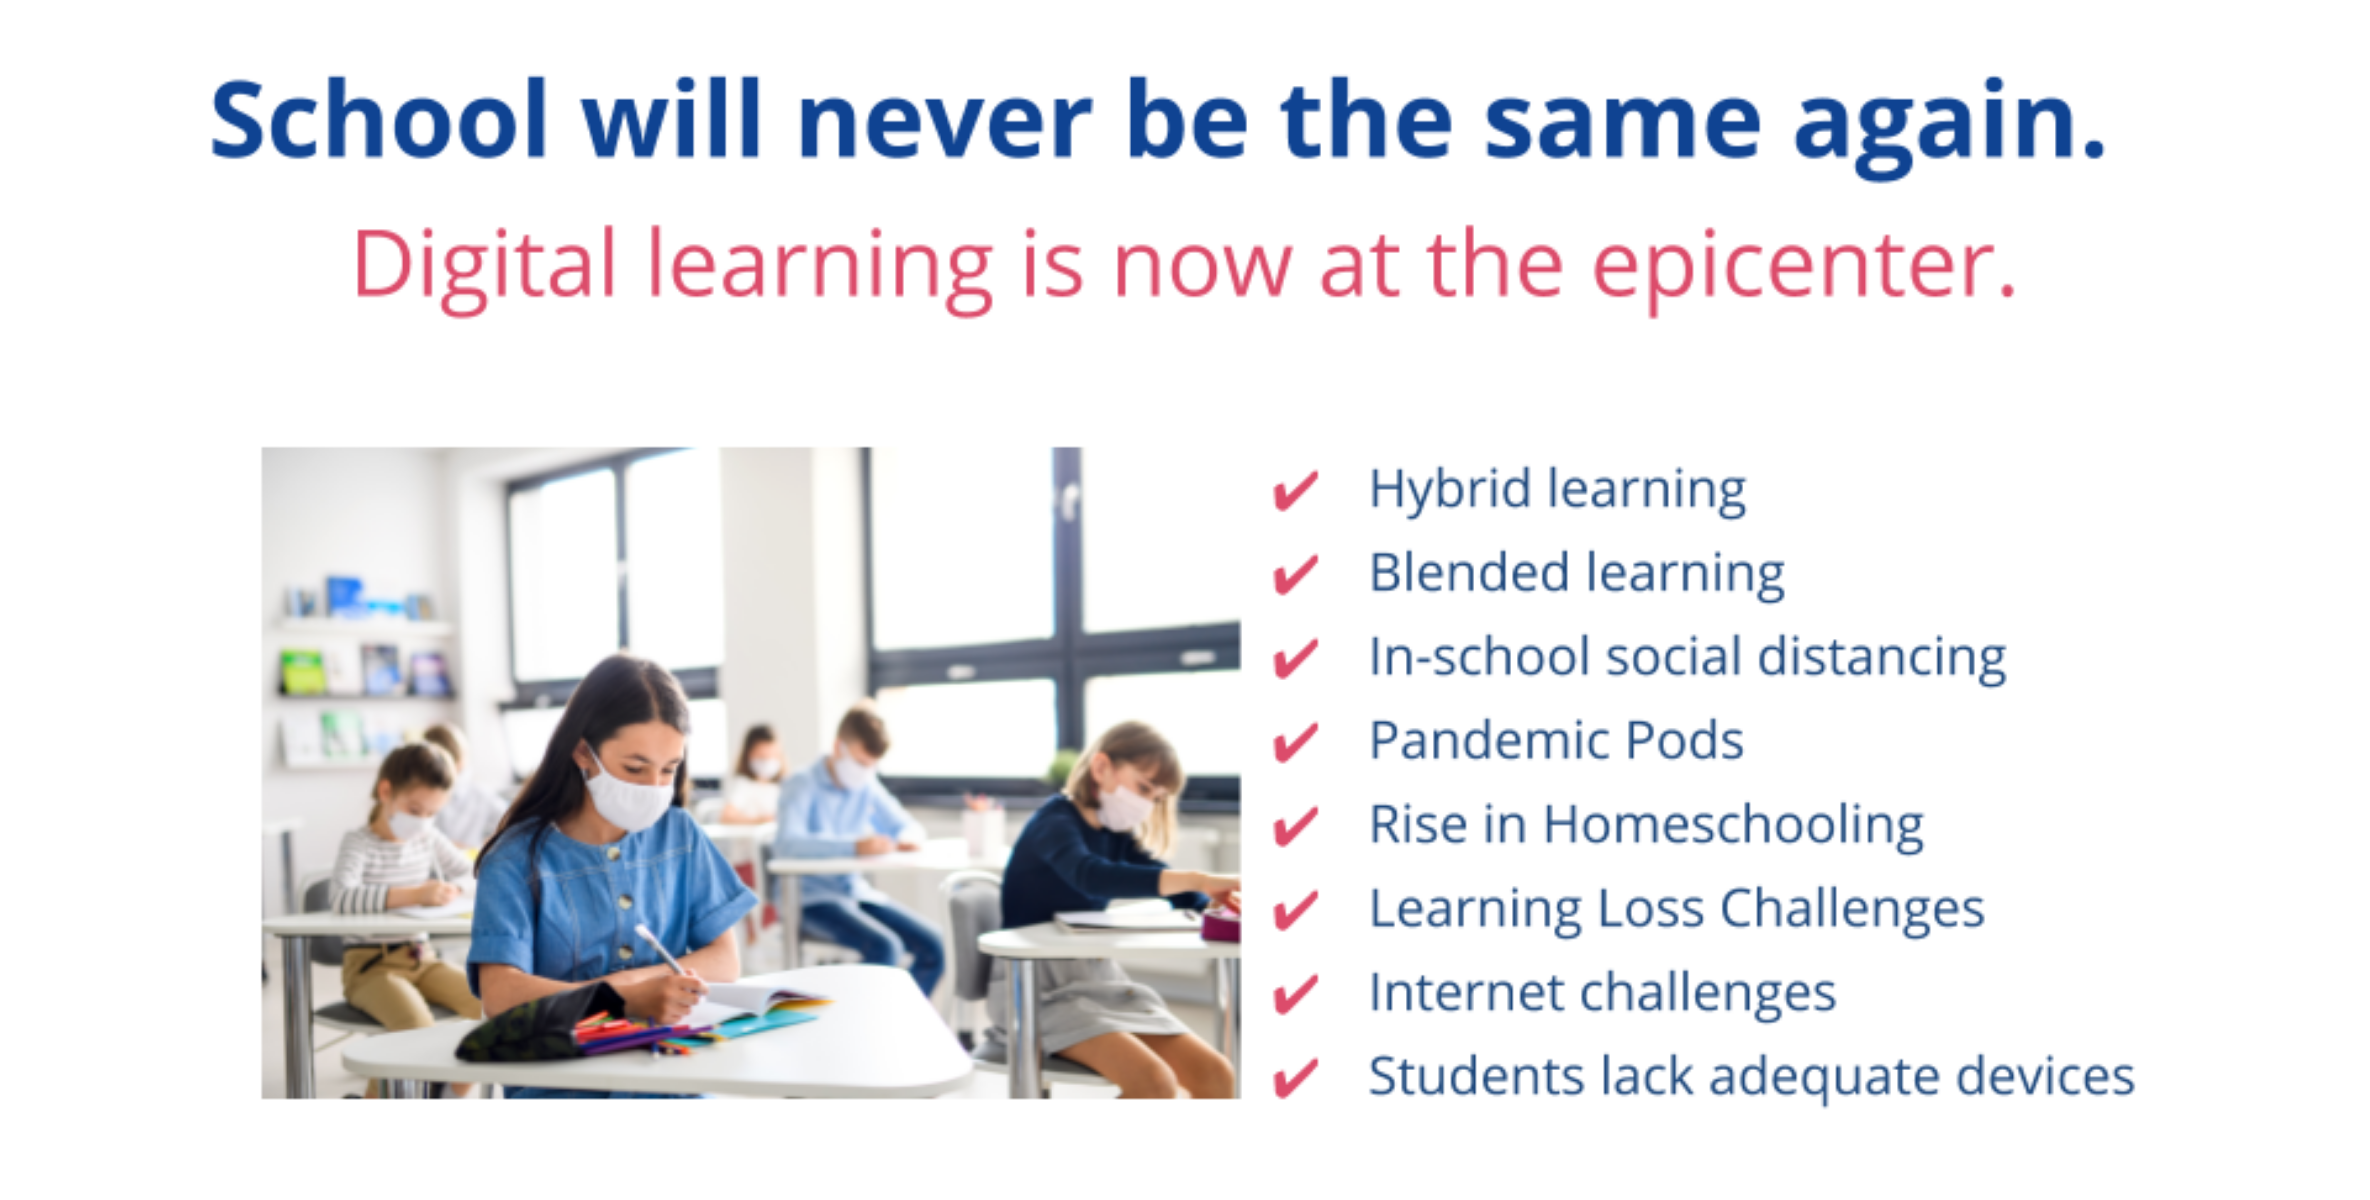 School will never be the same again.
Digital learning is now at the epicenter.
✔ Hybrid learning
✔ Blended learning
✔ In-school social distancing
✔ Pandemic Pods
✔ Rise in Homeschooling
✔ Learning Loss Challenges
✔ Internet challenges
✔ Students lack adequate devices